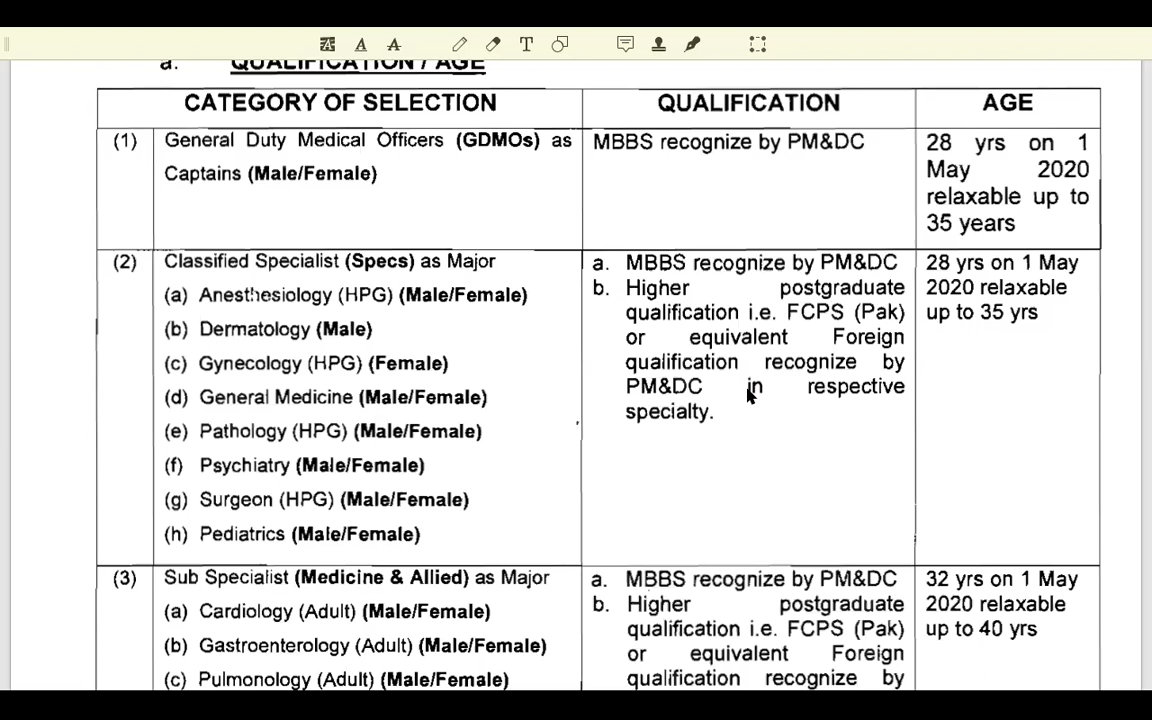 a. QUALIFICATION / AGE
CATEGORY OF SELECTION QUALIFICATION AGE
(1) General Duty Medical Officers (GDMOs) as
Captains (Male/Female)
MBBS recognize by PM&DC
28 yrs on 1
May 2020
relaxable up to
35 years
(2) Classified Specialist (Specs) as Major
(a) Anesthesiology (HPG) (Male/Female)
(b) Dermatology (Male)
(c) Gynecology (HPG) (Female)
(d) General Medicine (Male/Female)
(e) Pathology (HPG) (Male/Female)
(f) Psychiatry (Male/Female)
(g) Surgeon (HPG) (Male/Female)
(h) Pediatrics (Male/Female)
a. MBBS recognize by PM&DC
b. Higher postgraduate
qualification i.e. FCPS (Pak)
or equivalent Foreign
qualification recognize by
PM&DC in respective
specialty.
28 yrs on 1 May
2020 relaxable
up to 35 yrs
(3) Sub Specialist (Medicine & Allied) as Major
(a) Cardiology (Adult) (Male/Female)
(b) Gastroenterology (Adult) (Male/Female)
(c) Pulmonology (Adult) (Male/Female)
a. MBBS recognize by PM&DC
b. Higher postgraduate
qualification i.e. FCPS (Pak)
or equivalent Foreign
qualification recognize by
32 yrs on 1 May
2020 relaxable
up to 40 yrs